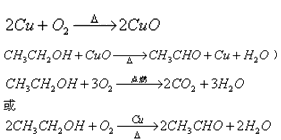 2Cu + O₂ —△→ 2CuO
CH₃CH₂OH + CuO —△→ CH₃CHO + Cu + H₂O ）
CH₃CH₂OH + 3O₂ —点燃→ 2CO₂ + 3H₂O
或
2CH₃CH₂OH + O₂ —Cu/△→ 2CH₃CHO + 2H₂O